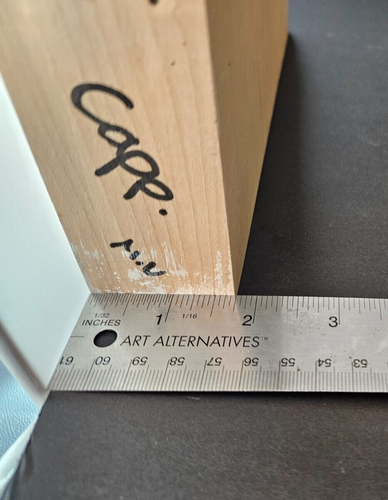 Capp.
1/32 1 1/16 2 3
INCHES
ART ALTERNATIVES™
61 60 59 58 57 56 55 54 53